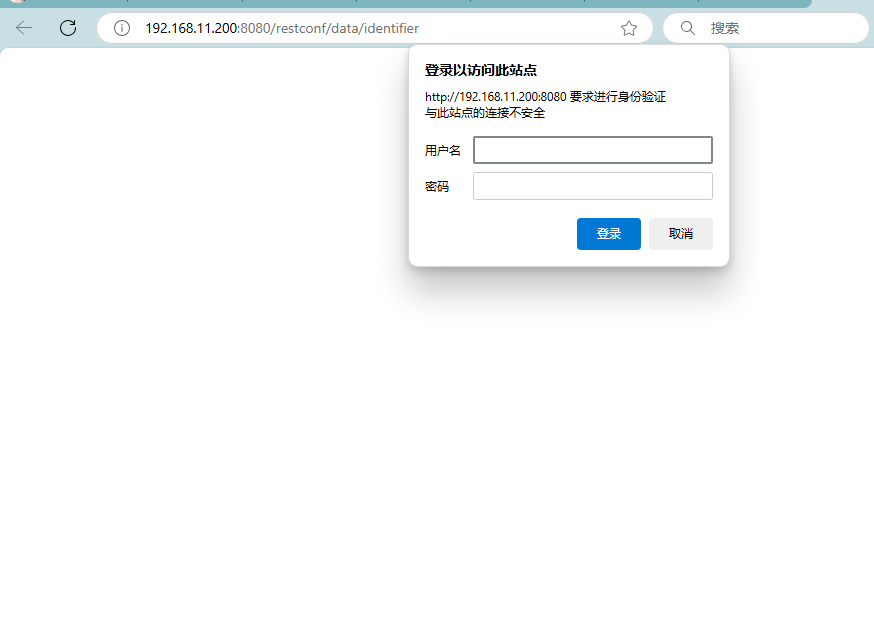 192.168.11.200:8080/restconf/data/identifier
搜索
登录以访问此站点
http://192.168.11.200:8080 要求进行身份验证
与此站点的连接不安全
用户名
密码
登录 取消